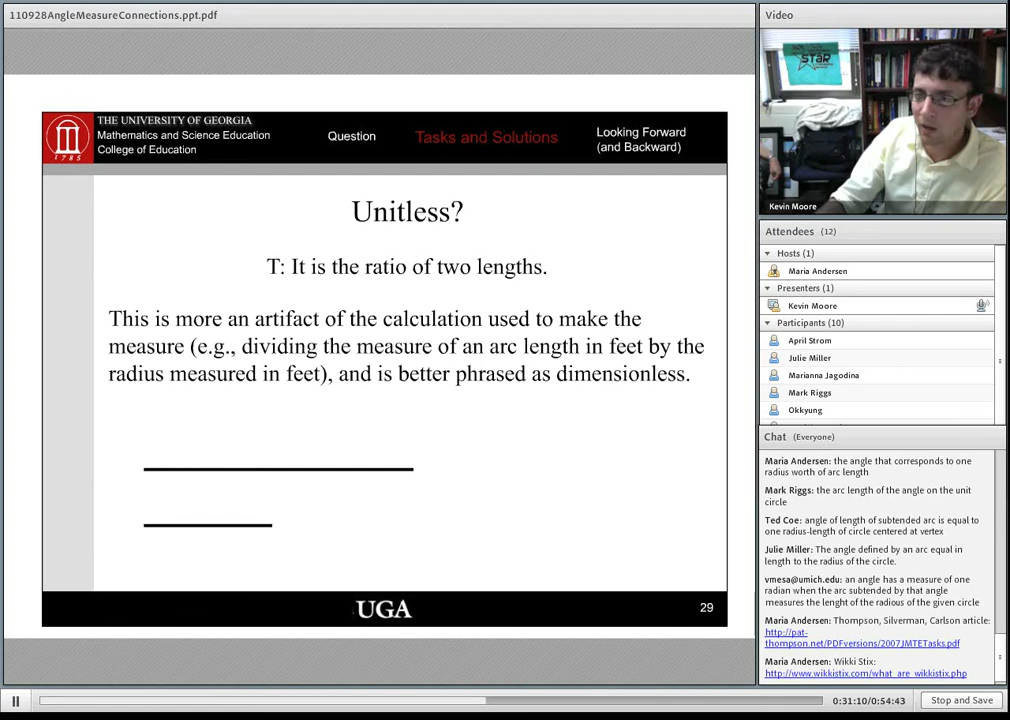 110928AngleMeasureConnections.ppt.pdf
THE UNIVERSITY OF GEORGIA
Mathematics and Science Education
College of Education
1785
Question
Tasks and Solutions
Looking Forward
(and Backward)
Unitless?
T: It is the ratio of two lengths.
This is more an artifact of the calculation used to make the
measure (e.g., dividing the measure of an arc length in feet by the
radius measured in feet), and is better phrased as dimensionless.
UGA
29
Video
STaR
Kevin Moore
Attendees (12)
Hosts (1)
Maria Andersen
Presenters (1)
Kevin Moore
Participants (10)
April Strom
Julie Miller
Marianna Jagodina
Mark Riggs
Okkyung
Chat (Everyone)
Maria Andersen: the angle that corresponds to one
radius worth of arc length
Mark Riggs: the arc length of the angle on the unit
circle
Ted Coe: angle of length of subtended arc is equal to
one radius-length of circle centered at vertex
Julie Miller: The angle defined by an arc equal in
length to the radius of the circle.
vmesa@umich.edu: an angle has a measure of one
radian when the arc subtended by that angle
measures the lenght of the radious of the given circle
Maria Andersen: Thompson, Silverman, Carlson article:
http://pat-
thompson.net/PDFversions/2007JMTETasks.pdf
Maria Andersen: Wikki Stix:
http://www.wikkistix.com/what_are_wikkistix.php
0:31:10/0:54:43
Stop and Save